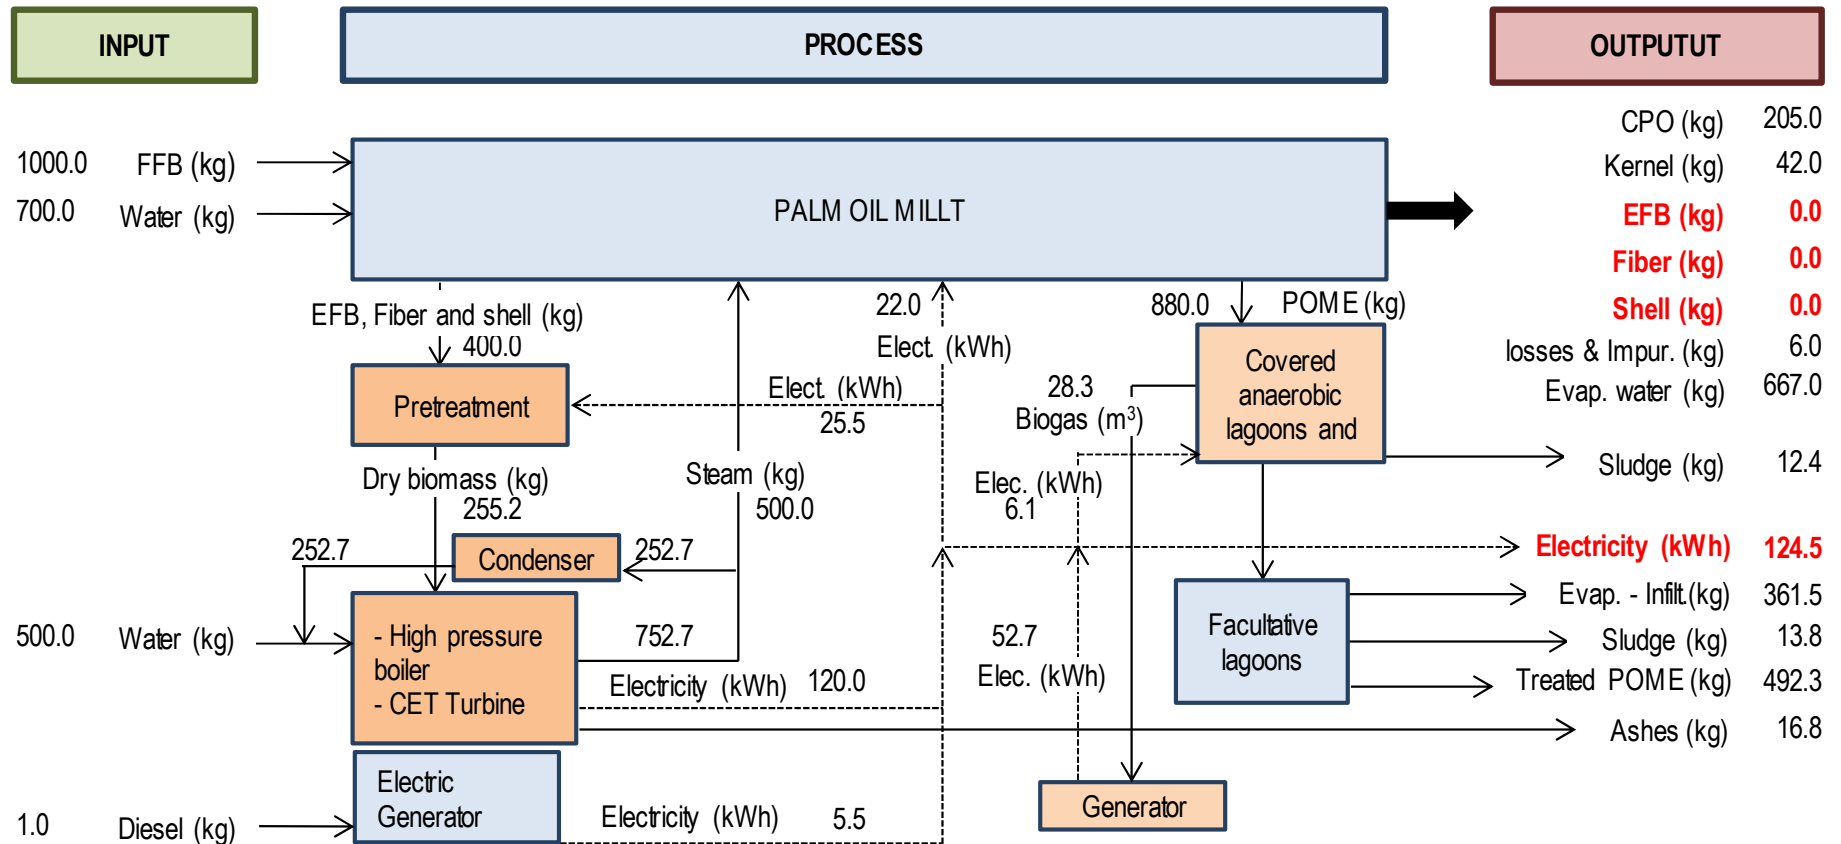 INPUT
PROCESS
OUTPUTUT
1000.0 FFB (kg)
700.0 Water (kg)
PALM OIL MILLT
CPO (kg) 205.0
Kernel (kg) 42.0
EFB (kg) 0.0
Fiber (kg) 0.0
Shell (kg) 0.0
losses & Impur. (kg) 6.0
Evap. water (kg) 667.0
EFB, Fiber and shell (kg)
400.0
22.0
Elect. (kWh)
880.0 POME (kg)
Pretreatment
Elect. (kWh)
25.5
28.3
Biogas (m³)
Covered
anaerobic
lagoons and
Sludge (kg) 12.4
Dry biomass (kg)
255.2
Steam (kg)
500.0
Elec. (kWh)
6.1
252.7
Condenser
252.7
Electricity (kWh) 124.5
500.0 Water (kg)
- High pressure
boiler
- CET Turbine
752.7
Electricity (kWh) 120.0
52.7
Elec. (kWh)
Facultative
lagoons
Evap. - Infilt.(kg) 361.5
Sludge (kg) 13.8
Treated POME (kg) 492.3
Ashes (kg) 16.8
1.0 Diesel (kg)
Electric
Generator
Electricity (kWh) 5.5
Generator